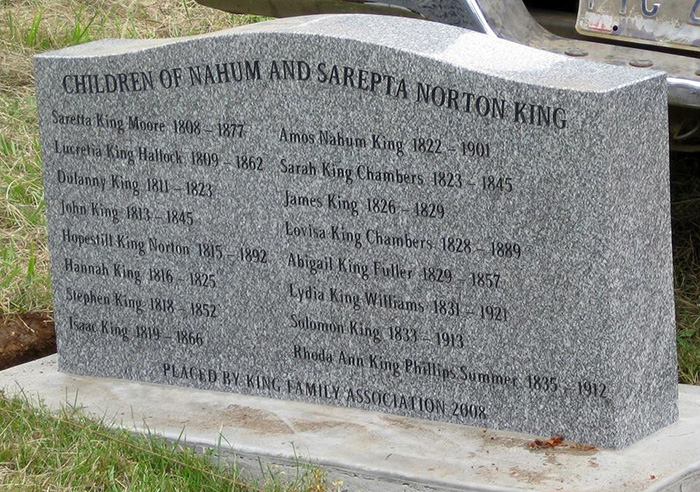 CHILDREN OF NAHUM AND SAREPTA NORTON KING
Saretta King Moore 1808 – 1877
Lucretia King Hallock 1809 – 1862
Dulanny King 1811 – 1823
John King 1813 – 1845
Hopestill King Norton 1815 – 1892
Hannah King 1816 – 1825
Stephen King 1818 – 1852
Isaac King 1819 – 1866
Amos Nahum King 1822 – 1901
Sarah King Chambers 1823 – 1845
James King 1826 – 1829
Lovisa King Chambers 1828 – 1889
Abigail King Fuller 1829 – 1857
Lydia King Williams 1831 – 1921
Solomon King 1833 – 1913
Rhoda Ann King Phillips Summer 1835 – 1912
PLACED BY KING FAMILY ASSOCIATION 2008